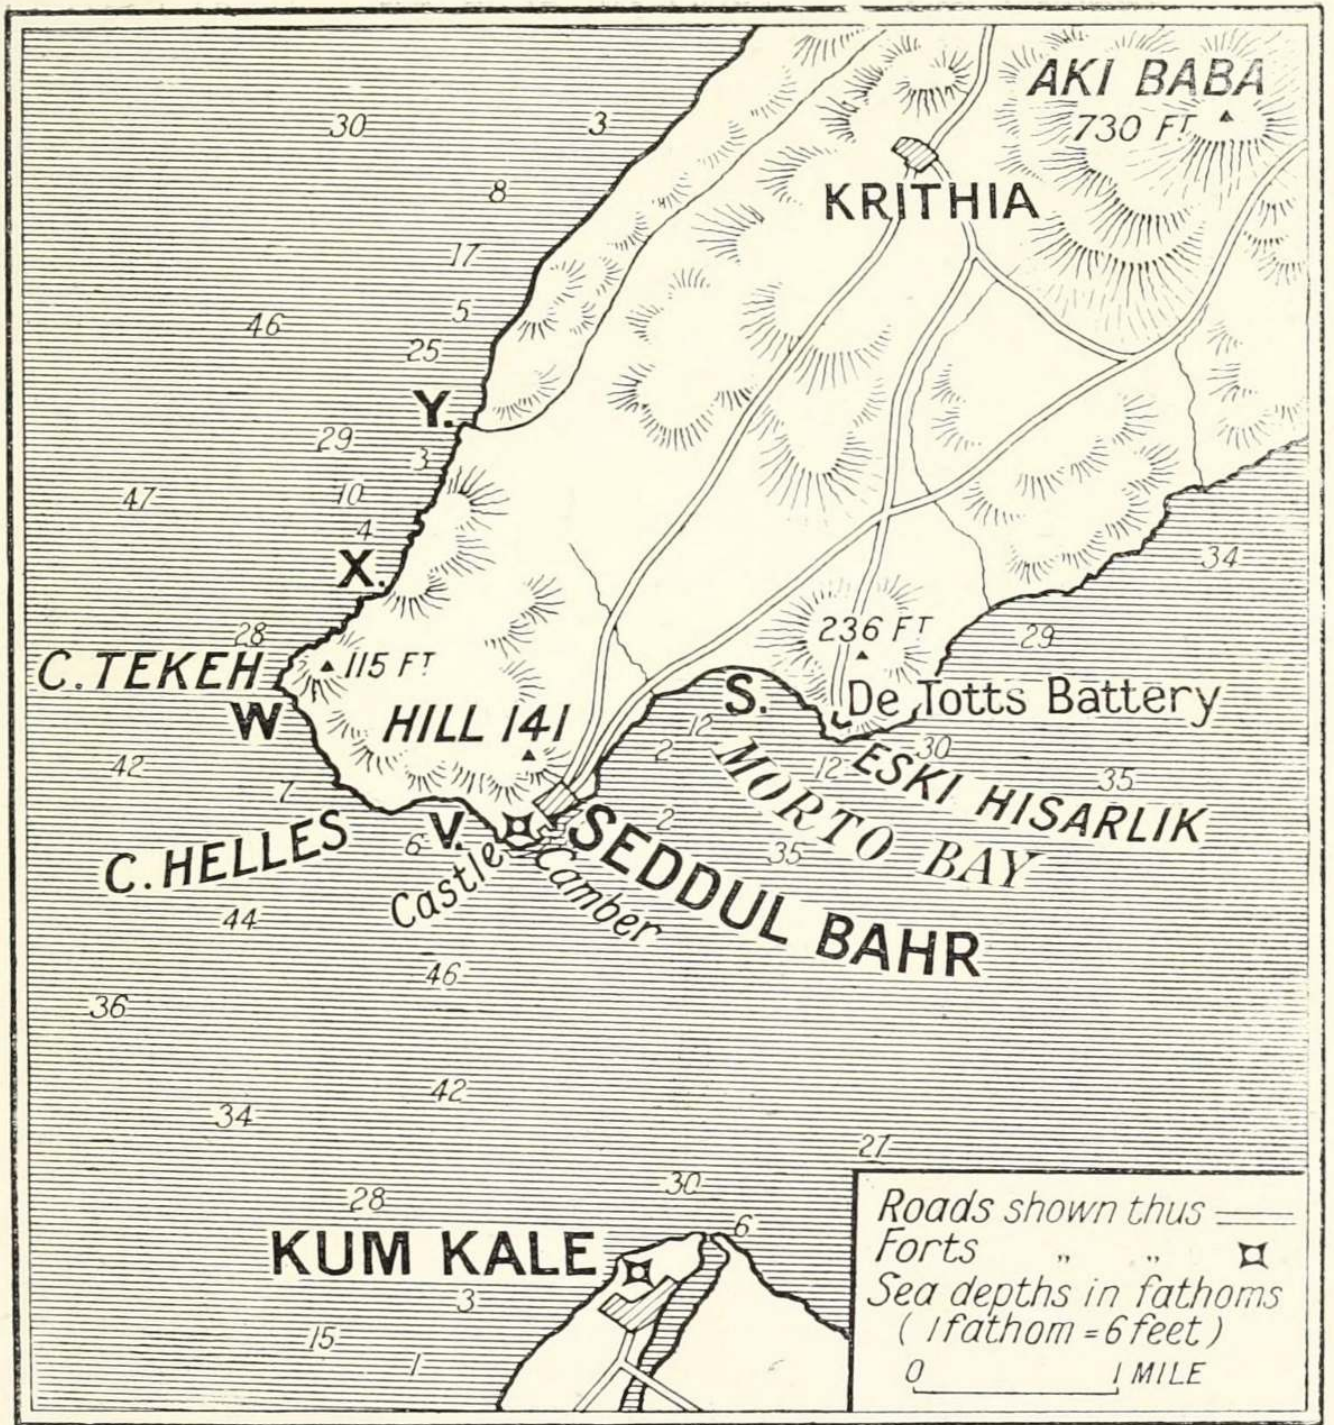 AKI BABA
730 FT
30
3
8
KRITHIA
17
5
46
25
Y.
29
3
47
10
4
X.
34
28
236 FT
29
C. TEKEH
115 FT
W
S.
De Totts Battery
HILL 141
12
2
30
42
12
35
7
MORTO BAY
ESKI HISARLIK
C. HELLES
6
V.
2
35
Castle
Camber
SEDDUL BAHR
44
46
36
42
34
27
30
28
6
KUM KALE
3
15
1
Roads shown thus
Forts " "
Sea depths in fathoms
( 1 fathom = 6 feet )
0 1 MILE